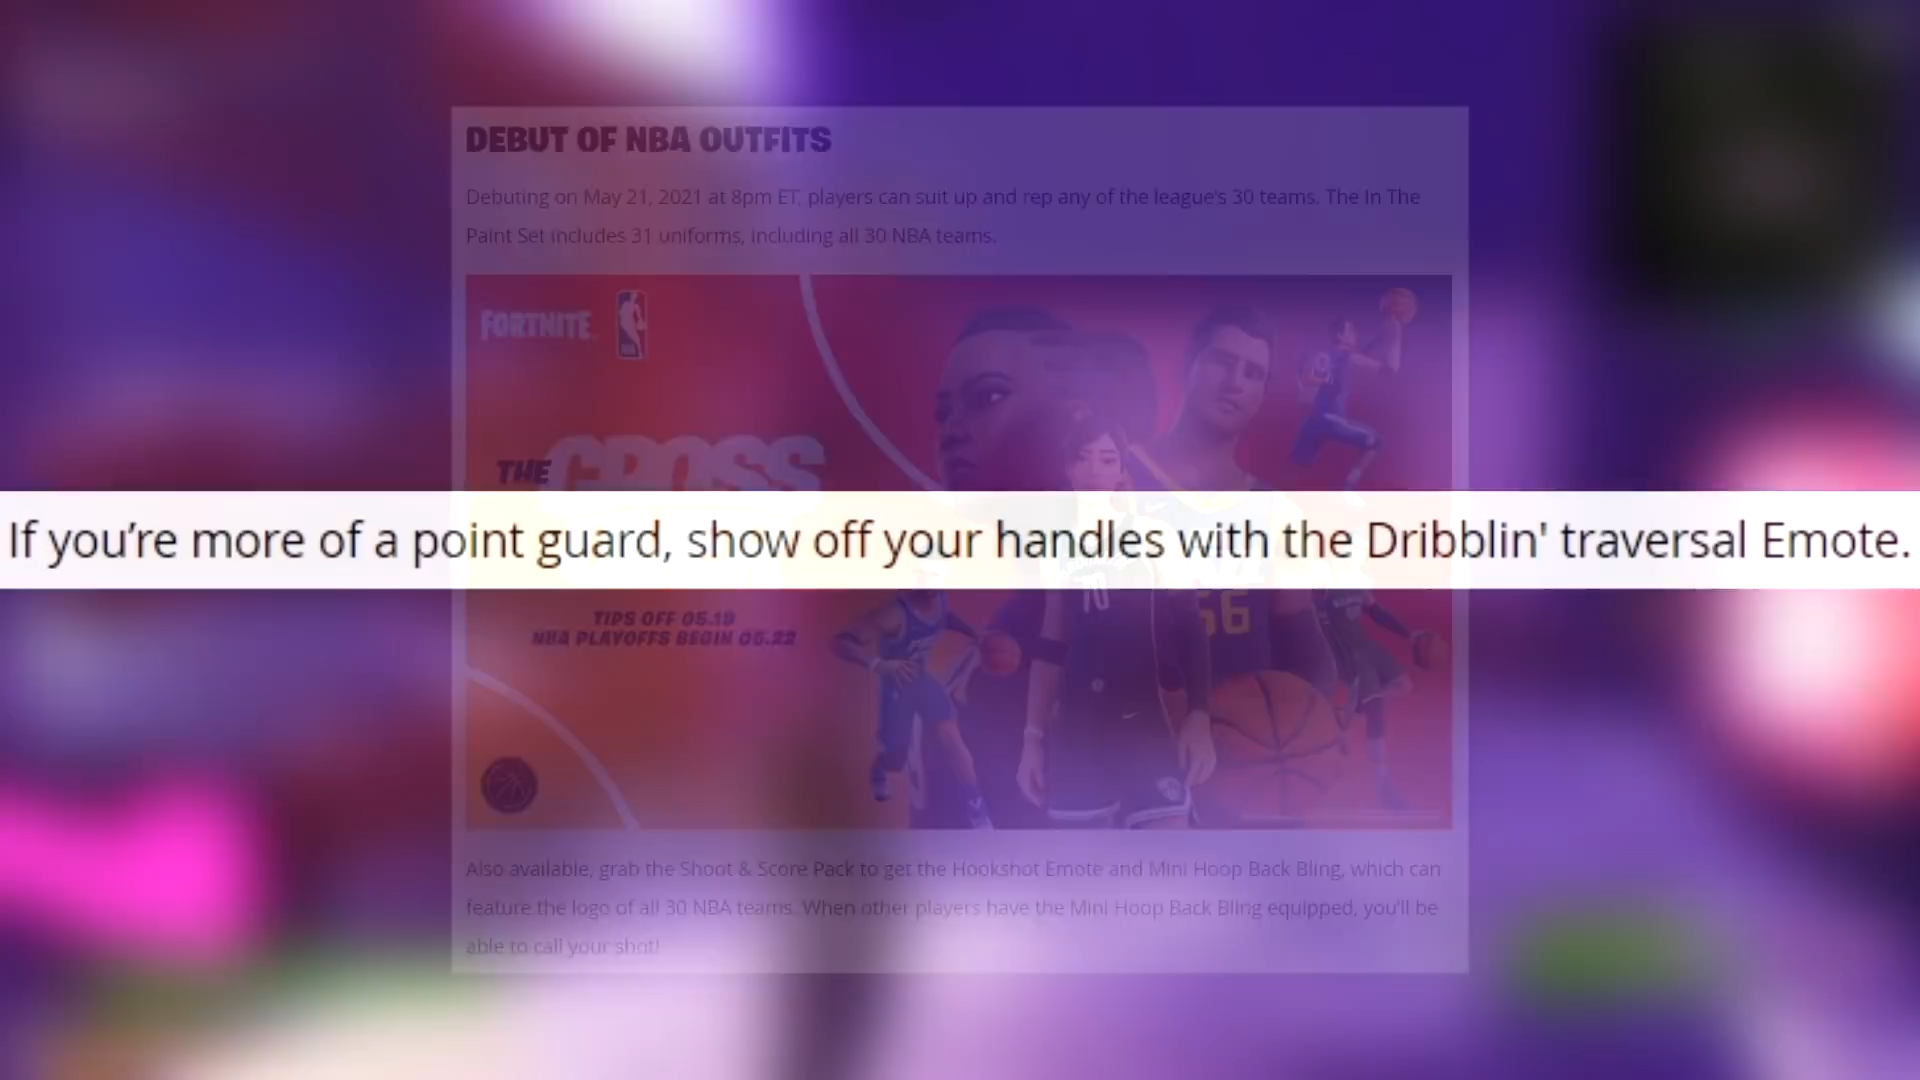 DEBUT OF NBA OUTFITS
Debuting on May 21, 2021 at 8pm ET, players can suit up and rep any of the league's 30 teams. The In The
Paint Set includes 31 uniforms, including all 30 NBA teams.
FORTNITE
THE CROSS
If you’re more of a point guard, show off your handles with the Dribblin' traversal Emote.
70
56
TIPS OFF 05.19
NBA PLAYOFFS BEGIN 05.22
Also available, grab the Shoot & Score Pack to get the Hookshot Emote and Mini Hoop Back Bling, which can
feature the logo of all 30 NBA teams. When other players have the Mini Hoop Back Bling equipped, you'll be
able to call your shot!